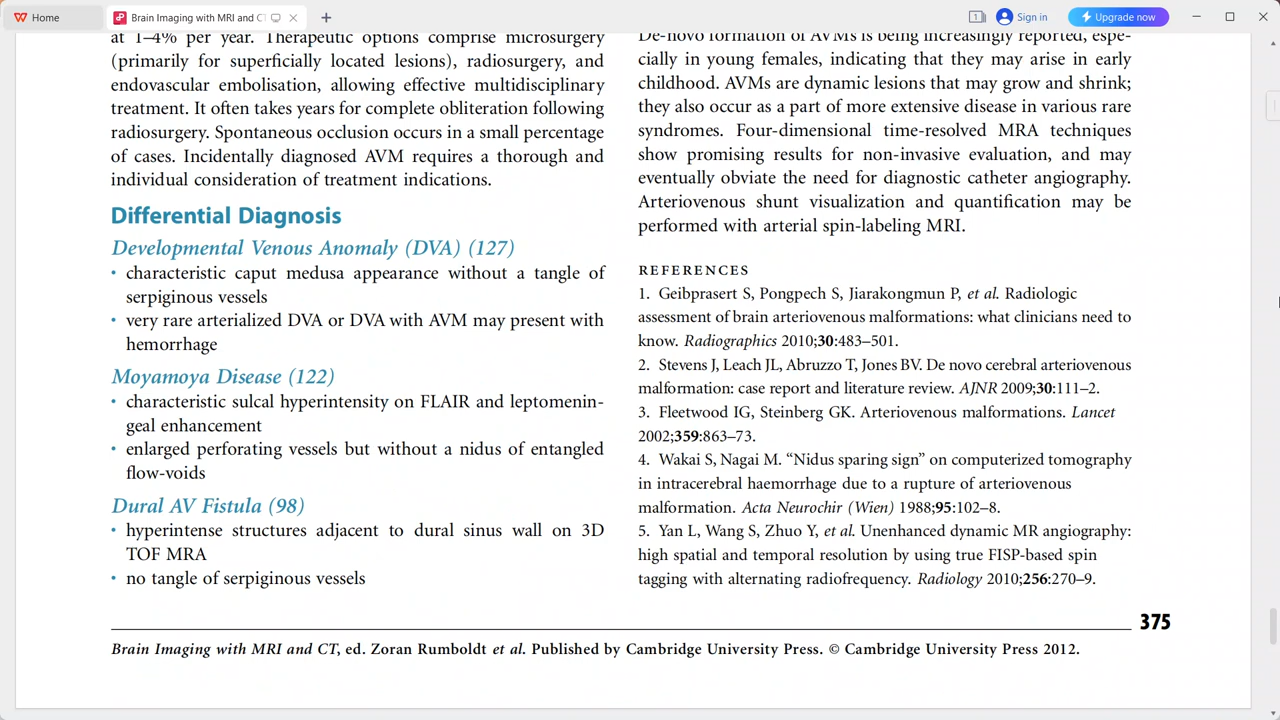 Home
Brain Imaging with MRI and C
1
Sign in
Upgrade now
at 1–4% per year. Therapeutic options comprise microsurgery
(primarily for superficially located lesions), radiosurgery, and
endovascular embolisation, allowing effective multidisciplinary
treatment. It often takes years for complete obliteration following
radiosurgery. Spontaneous occlusion occurs in a small percentage
of cases. Incidentally diagnosed AVM requires a thorough and
individual consideration of treatment indications.
Differential Diagnosis
Developmental Venous Anomaly (DVA) (127)
• characteristic caput medusa appearance without a tangle of
serpiginous vessels
• very rare arterialized DVA or DVA with AVM may present with
hemorrhage
Moyamoya Disease (122)
• characteristic sulcal hyperintensity on FLAIR and leptomenin-
geal enhancement
• enlarged perforating vessels but without a nidus of entangled
flow-voids
Dural AV Fistula (98)
• hyperintense structures adjacent to dural sinus wall on 3D
TOF MRA
• no tangle of serpiginous vessels
De-novo formation of AVMs is being increasingly reported, espe-
cially in young females, indicating that they may arise in early
childhood. AVMs are dynamic lesions that may grow and shrink;
they also occur as a part of more extensive disease in various rare
syndromes. Four-dimensional time-resolved MRA techniques
show promising results for non-invasive evaluation, and may
eventually obviate the need for diagnostic catheter angiography.
Arteriovenous shunt visualization and quantification may be
performed with arterial spin-labeling MRI.
REFERENCES
1. Geibprasert S, Pongpech S, Jiarakongmun P, et al. Radiologic
assessment of brain arteriovenous malformations: what clinicians need to
know. Radiographics 2010;30:483–501.
2. Stevens J, Leach JL, Abruzzo T, Jones BV. De novo cerebral arteriovenous
malformation: case report and literature review. AJNR 2009;30:111–2.
3. Fleetwood IG, Steinberg GK. Arteriovenous malformations. Lancet
2002;359:863–73.
4. Wakai S, Nagai M. “Nidus sparing sign” on computerized tomography
in intracerebral haemorrhage due to a rupture of arteriovenous
malformation. Acta Neurochir (Wien) 1988;95:102–8.
5. Yan L, Wang S, Zhuo Y, et al. Unenhanced dynamic MR angiography:
high spatial and temporal resolution by using true FISP-based spin
tagging with alternating radiofrequency. Radiology 2010;256:270–9.
375
Brain Imaging with MRI and CT, ed. Zoran Rumboldt et al. Published by Cambridge University Press. © Cambridge University Press 2012.